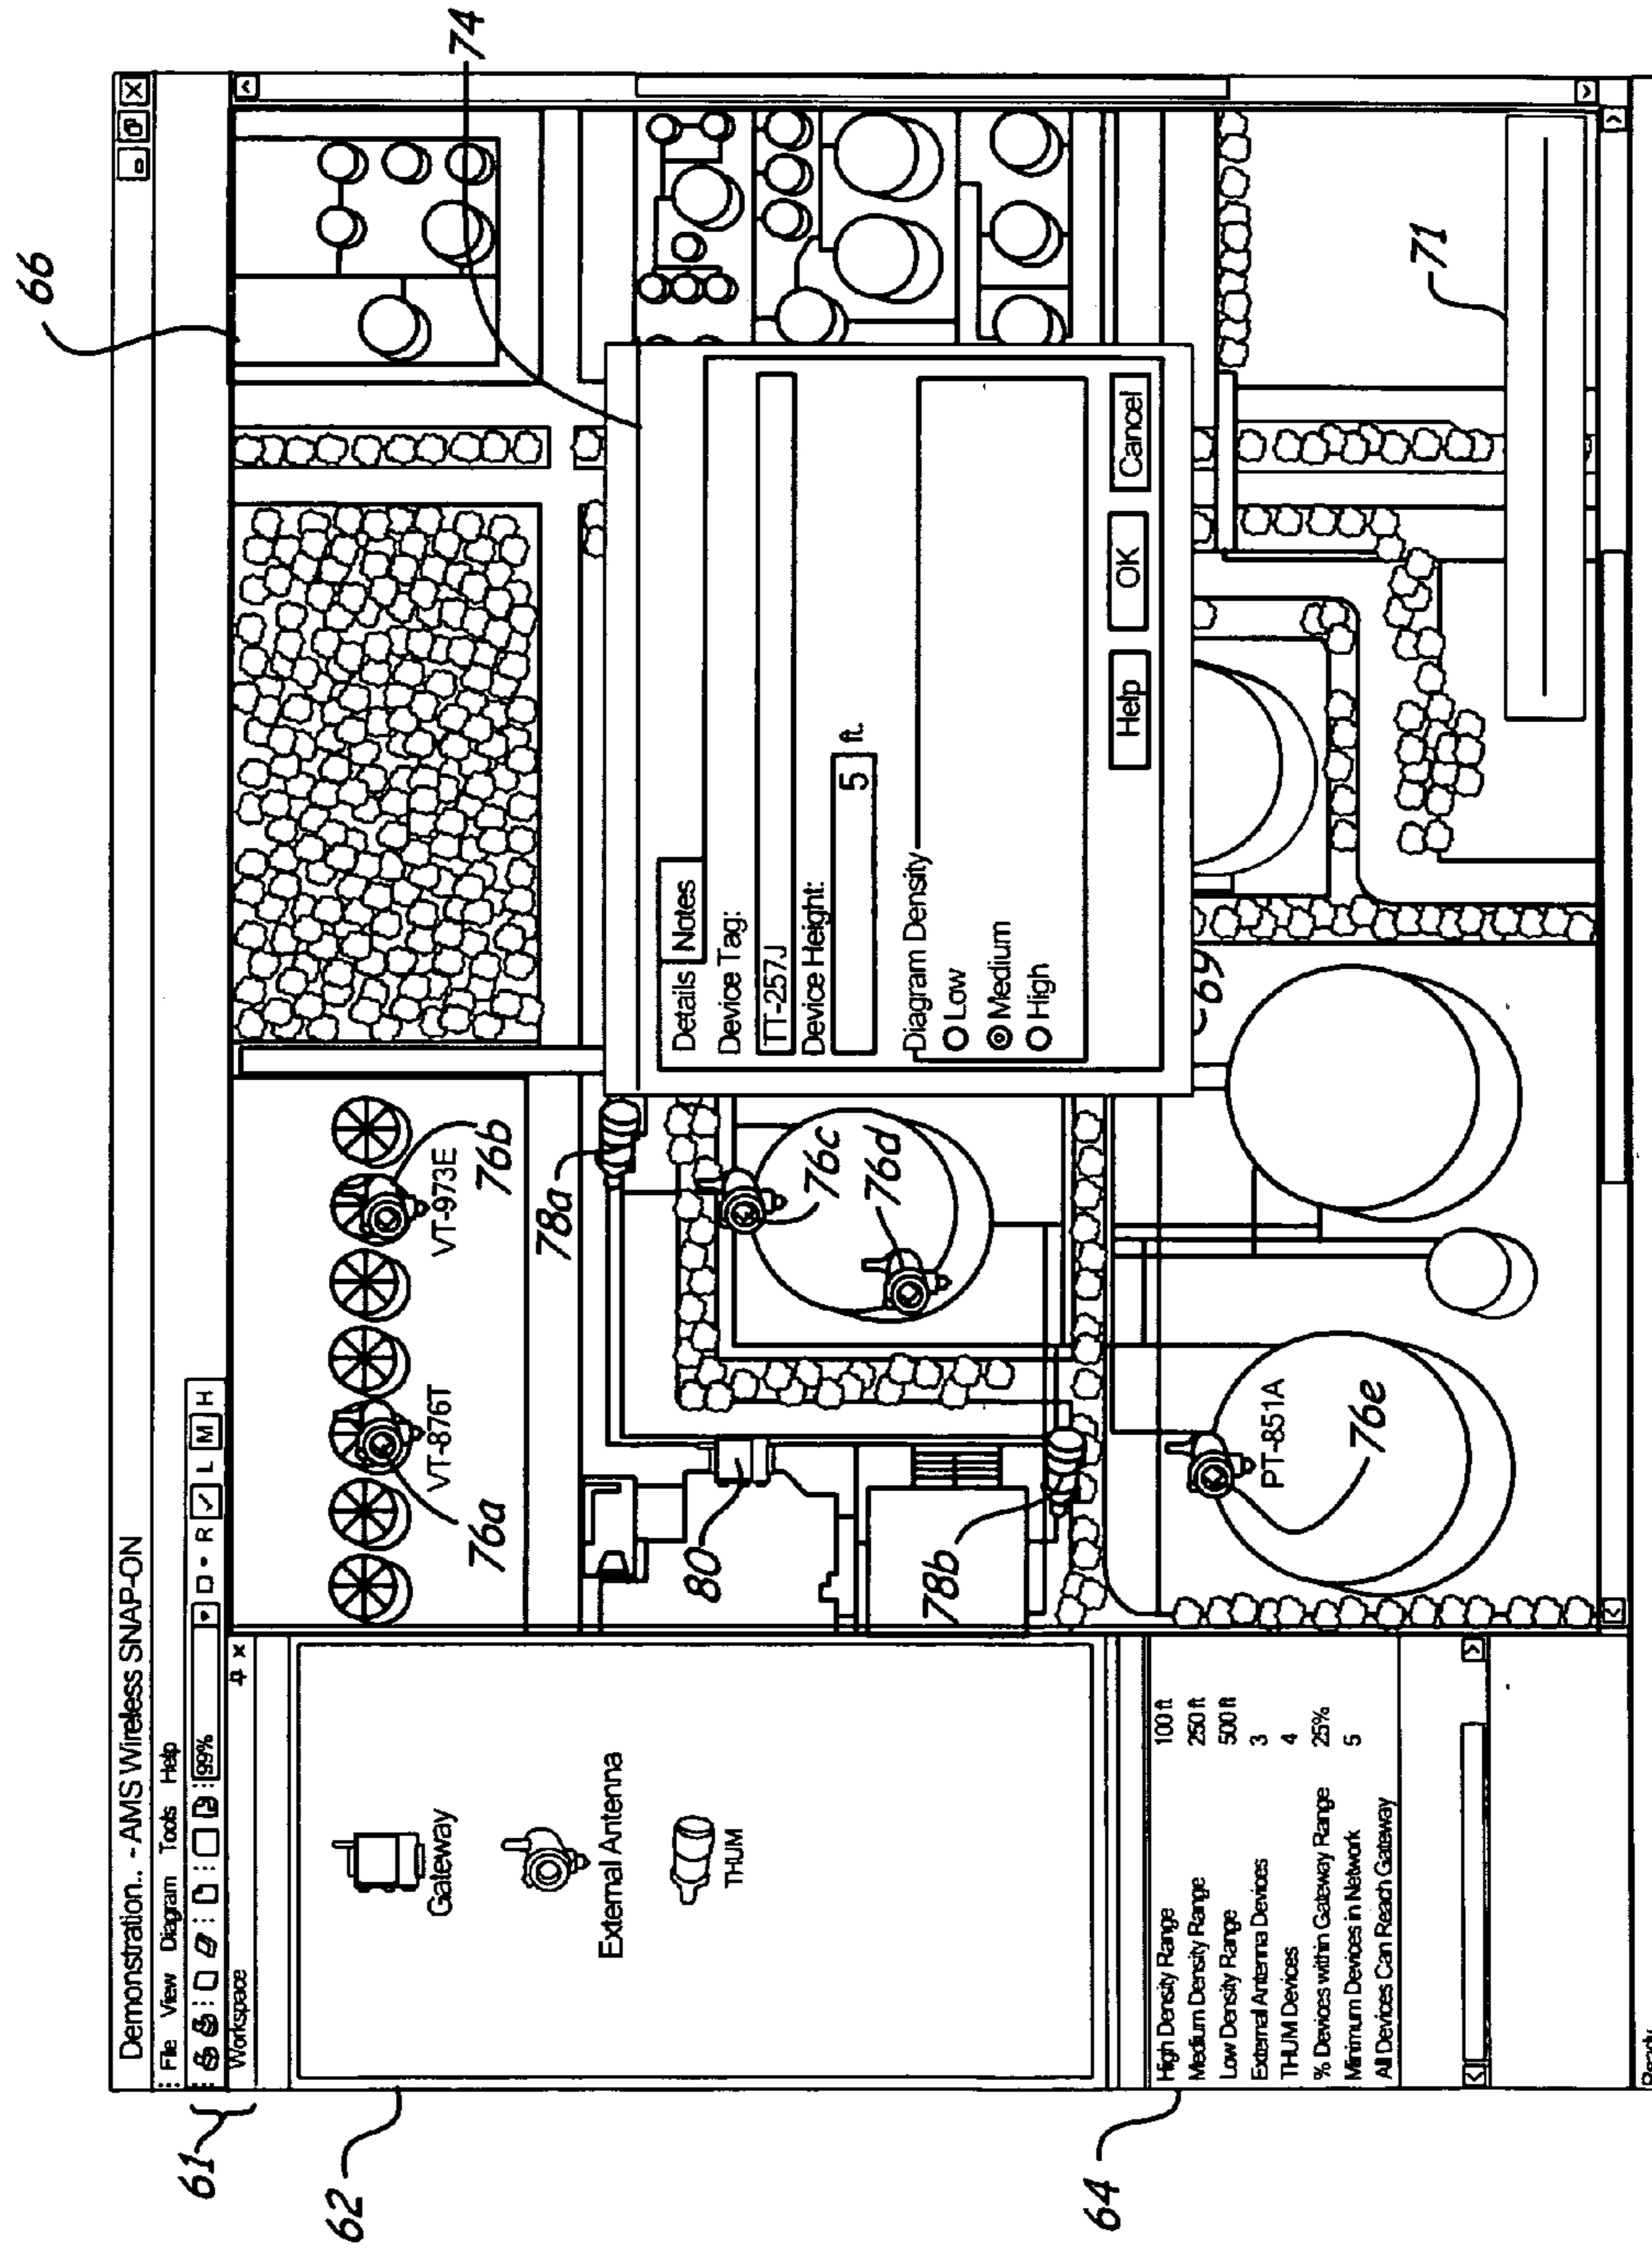 66
74
Demonstration.. - AMS Wireless SNAP-ON
File View Diagram Tools Help
99%
D R L M H
61
Workspace
62
Gateway
External Antenna
THUM
64
High Density Range 100 ft
Medium Density Range 250 ft
Low Density Range 500 ft
External Antenna Devices 3
THUM Devices 4
% Devices within Gateway Range 25%
Minimum Devices in Network 5
All Devices Can Reach Gateway
Ready
VT-876T
76a
VT-973E
76b
78a
76c
76d
80
78b
PT-851A
76e
69
Details Notes
Device Tag:
TT-257J
Device Height:
5 ft.
Diagram Density
Low
Medium
High
Help OK Cancel
71